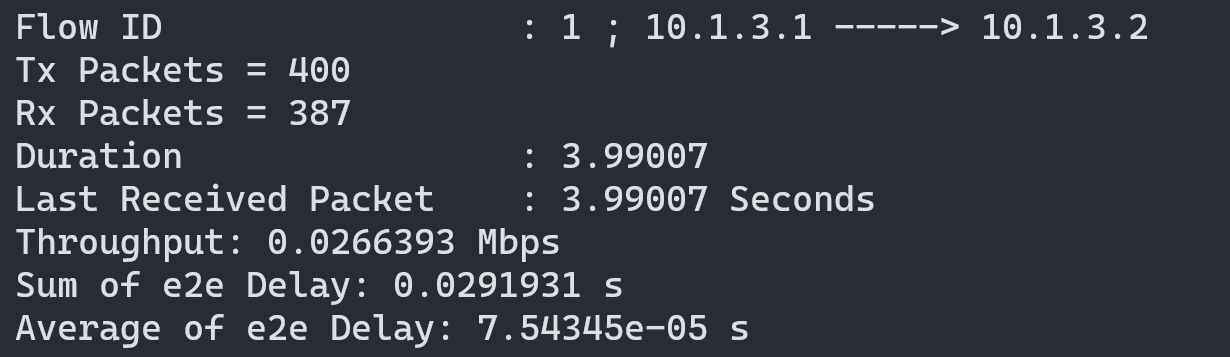 Flow ID                 : 1 ; 10.1.3.1 -----> 10.1.3.2
Tx Packets = 400
Rx Packets = 387
Duration                : 3.99007
Last Received Packet    : 3.99007 Seconds
Throughput: 0.0266393 Mbps
Sum of e2e Delay: 0.0291931 s
Average of e2e Delay: 7.54345e-05 s